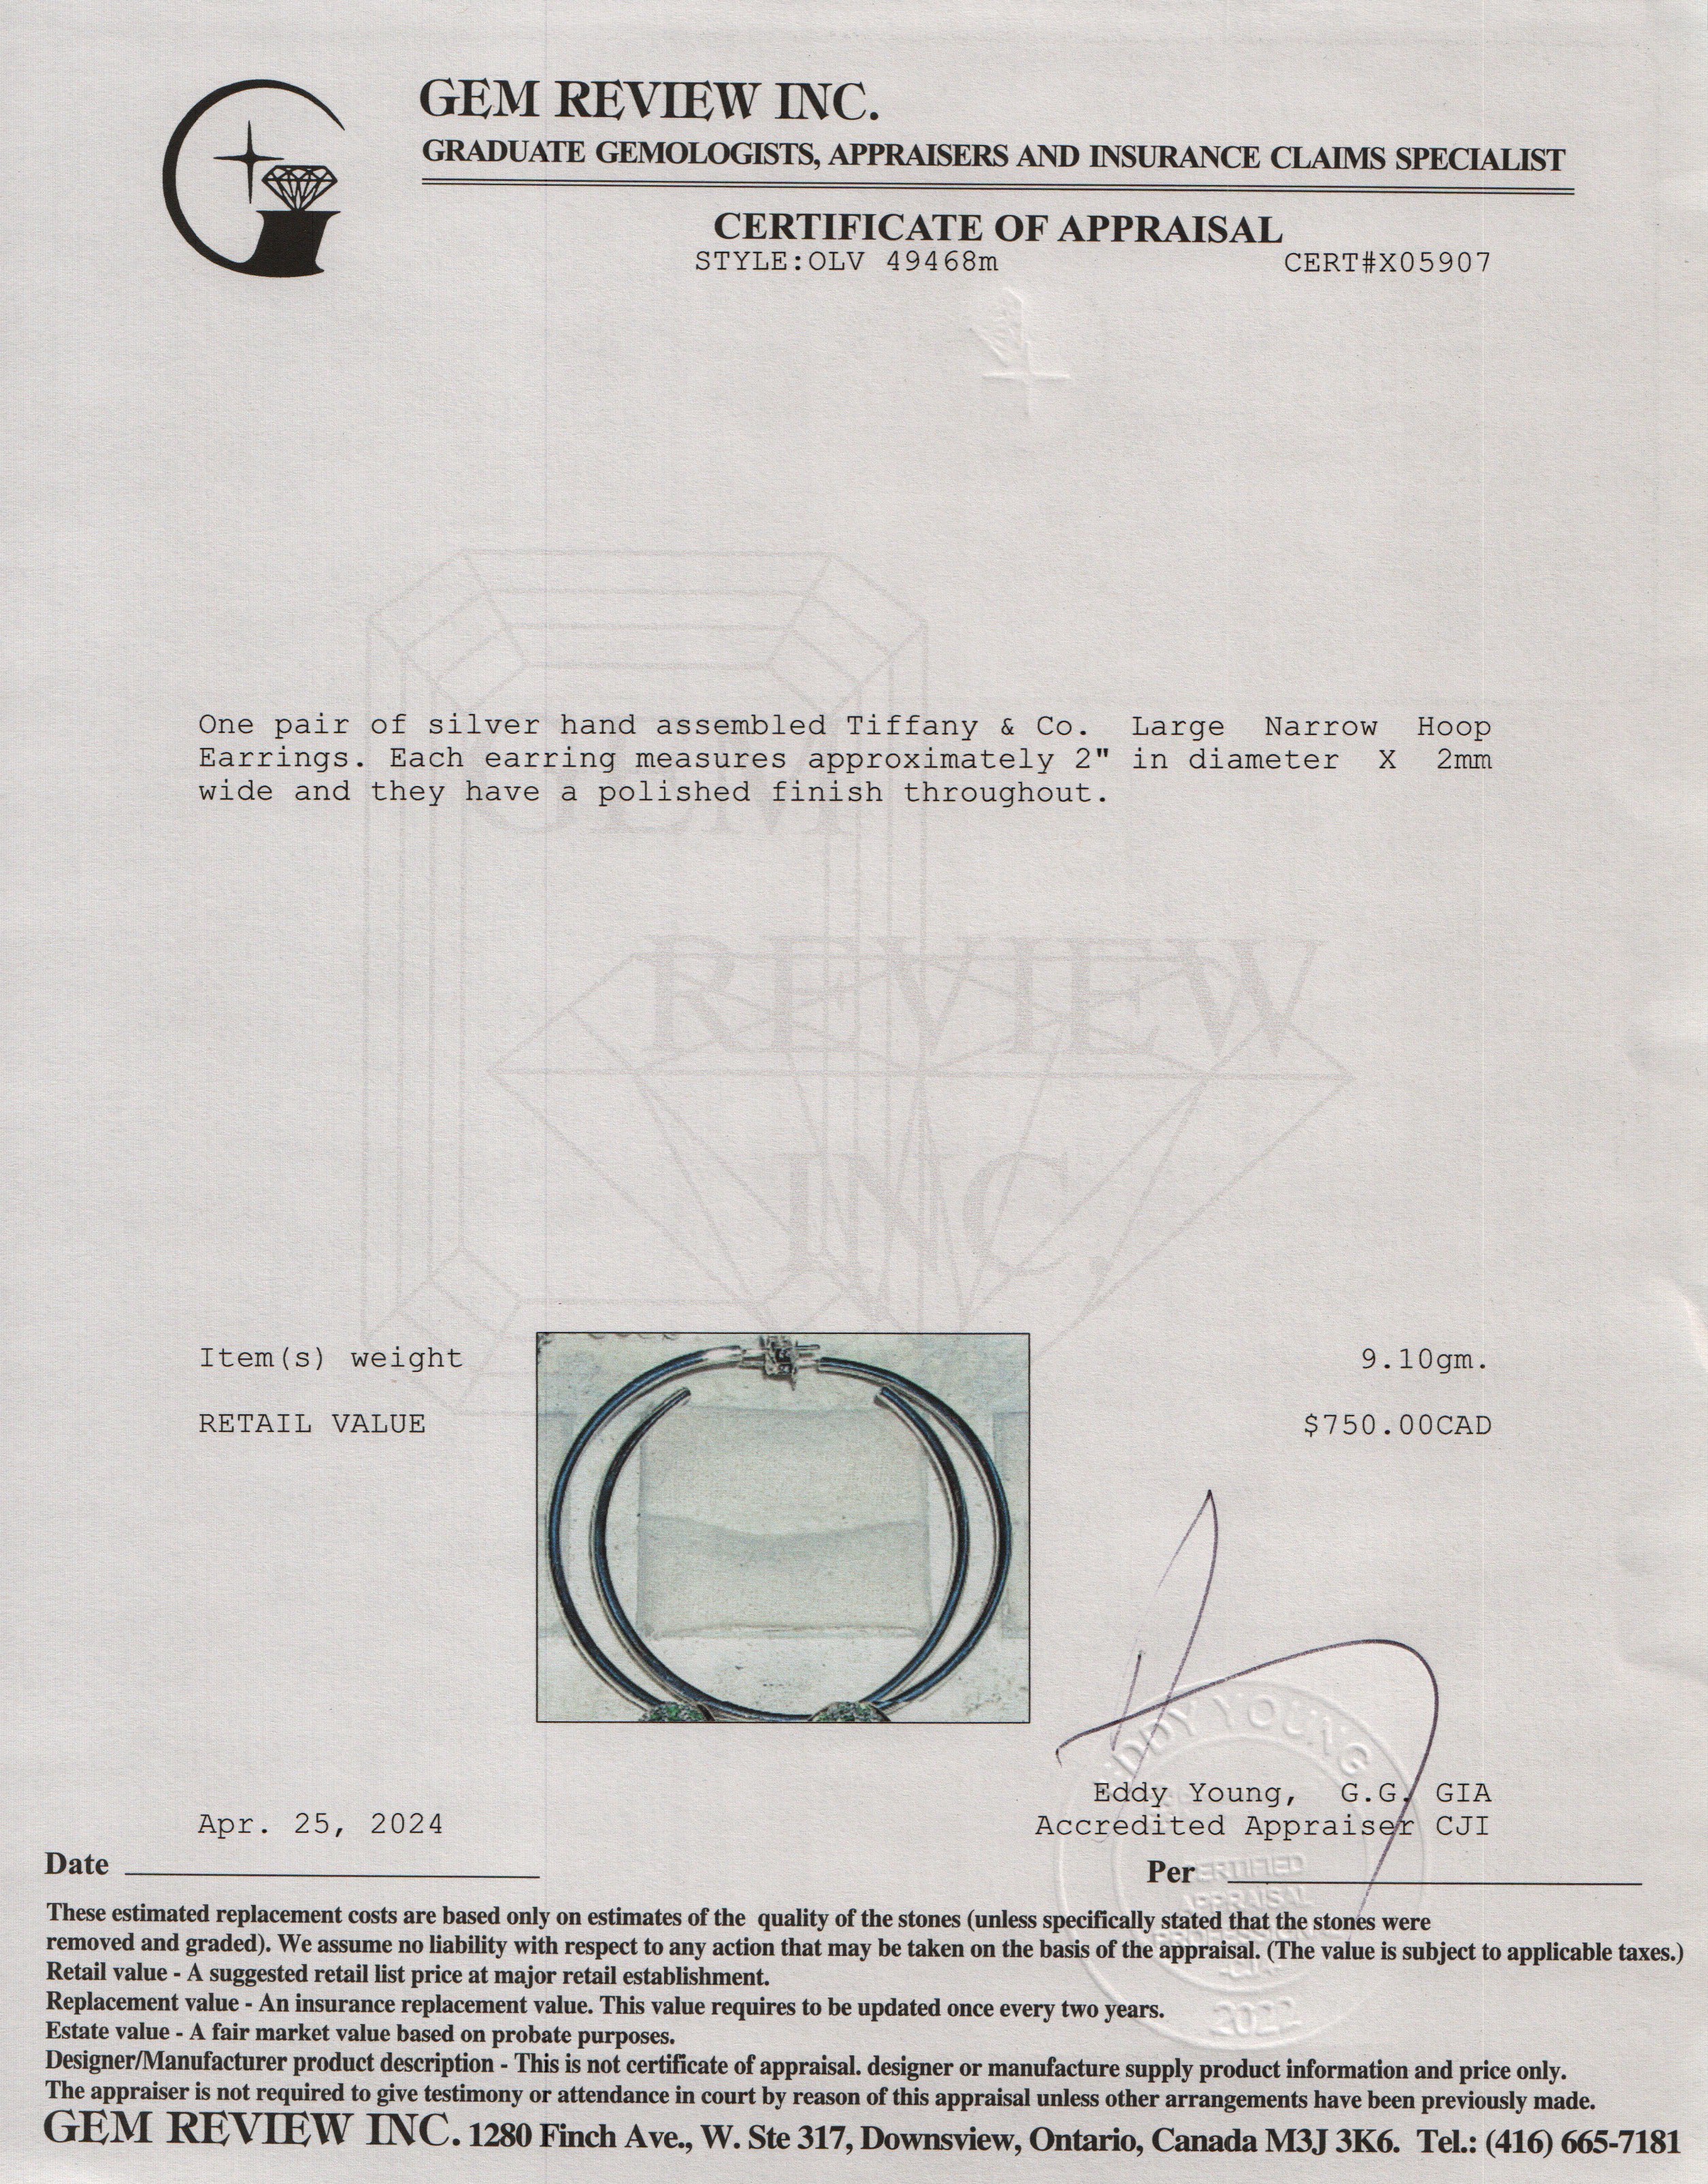 GEM REVIEW INC.
GRADUATE GEMOLOGISTS, APPRAISERS AND INSURANCE CLAIMS SPECIALIST
CERTIFICATE OF APPRAISAL
STYLE:OLV 49468m
CERT#X05907
One pair of silver hand assembled Tiffany & Co. Large Narrow Hoop
Earrings. Each earring measures approximately 2" in diameter X 2mm
wide and they have a polished finish throughout.
GEM
REVIEW
INC.
Item(s) weight 9.10gm.
RETAIL VALUE $750.00CAD
EDDY YOUNG
Eddy Young, G.G. GIA
Apr. 25, 2024 Accredited Appraiser CJI
Date Per
CERTIFIED
APPRAISAL
PROFESSIONAL
2022
These estimated replacement costs are based only on estimates of the quality of the stones (unless specifically stated that the stones were
removed and graded). We assume no liability with respect to any action that may be taken on the basis of the appraisal. (The value is subject to applicable taxes.)
Retail value - A suggested retail list price at major retail establishment.
Replacement value - An insurance replacement value. This value requires to be updated once every two years.
Estate value - A fair market value based on probate purposes.
Designer/Manufacturer product description - This is not certificate of appraisal. designer or manufacture supply product information and price only.
The appraiser is not required to give testimony or attendance in court by reason of this appraisal unless other arrangements have been previously made.
GEM REVIEW INC. 1280 Finch Ave., W. Ste 317, Downsview, Ontario, Canada M3J 3K6. Tel.: (416) 665-7181